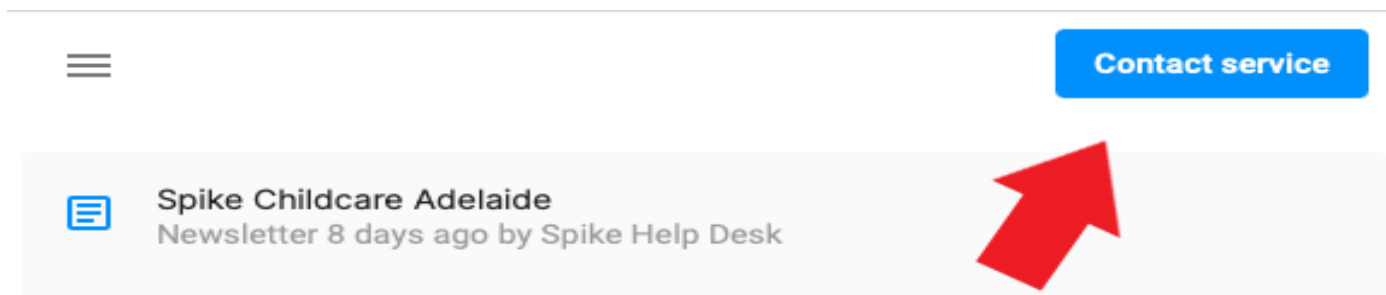 Contact service
Spike Childcare Adelaide
Newsletter 8 days ago by Spike Help Desk